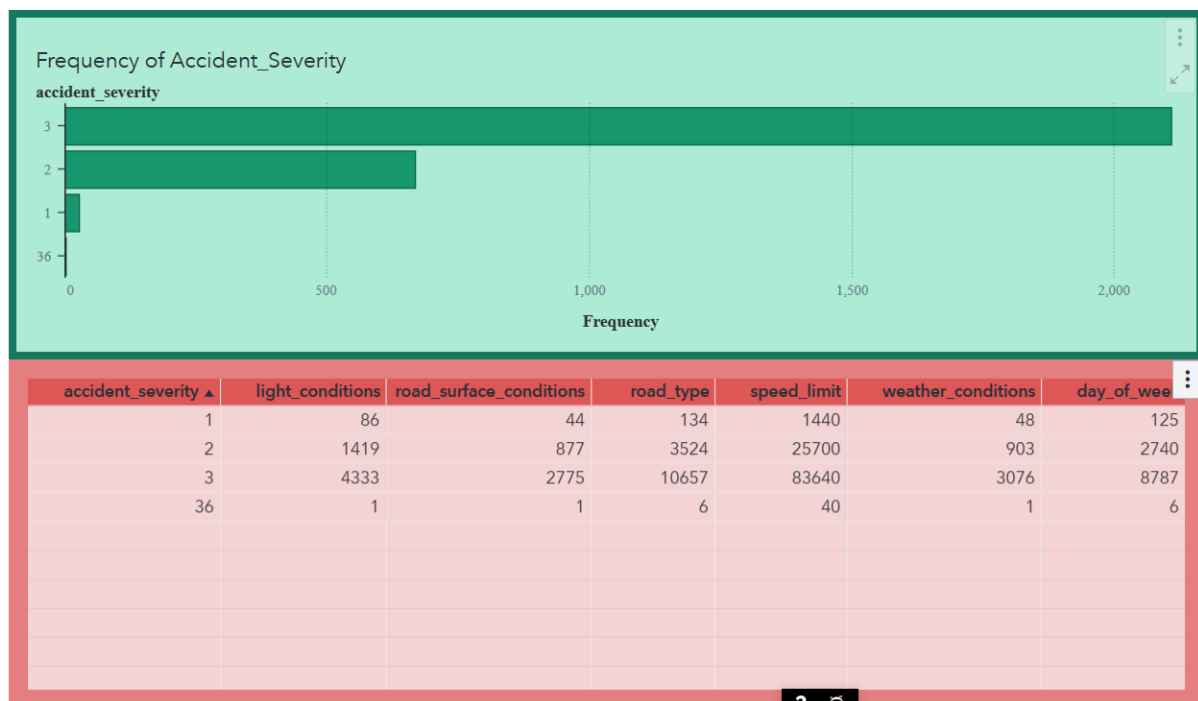 Frequency of Accident_Severity
accident_severity
3
2
1
36
0 500 1,000 1,500 2,000
Frequency
accident_severity ▲ light_conditions road_surface_conditions road_type speed_limit weather_conditions day_of_wee
1 86 44 134 1440 48 125
2 1419 877 3524 25700 903 2740
3 4333 2775 10657 83640 3076 8787
36 1 1 6 40 1 6